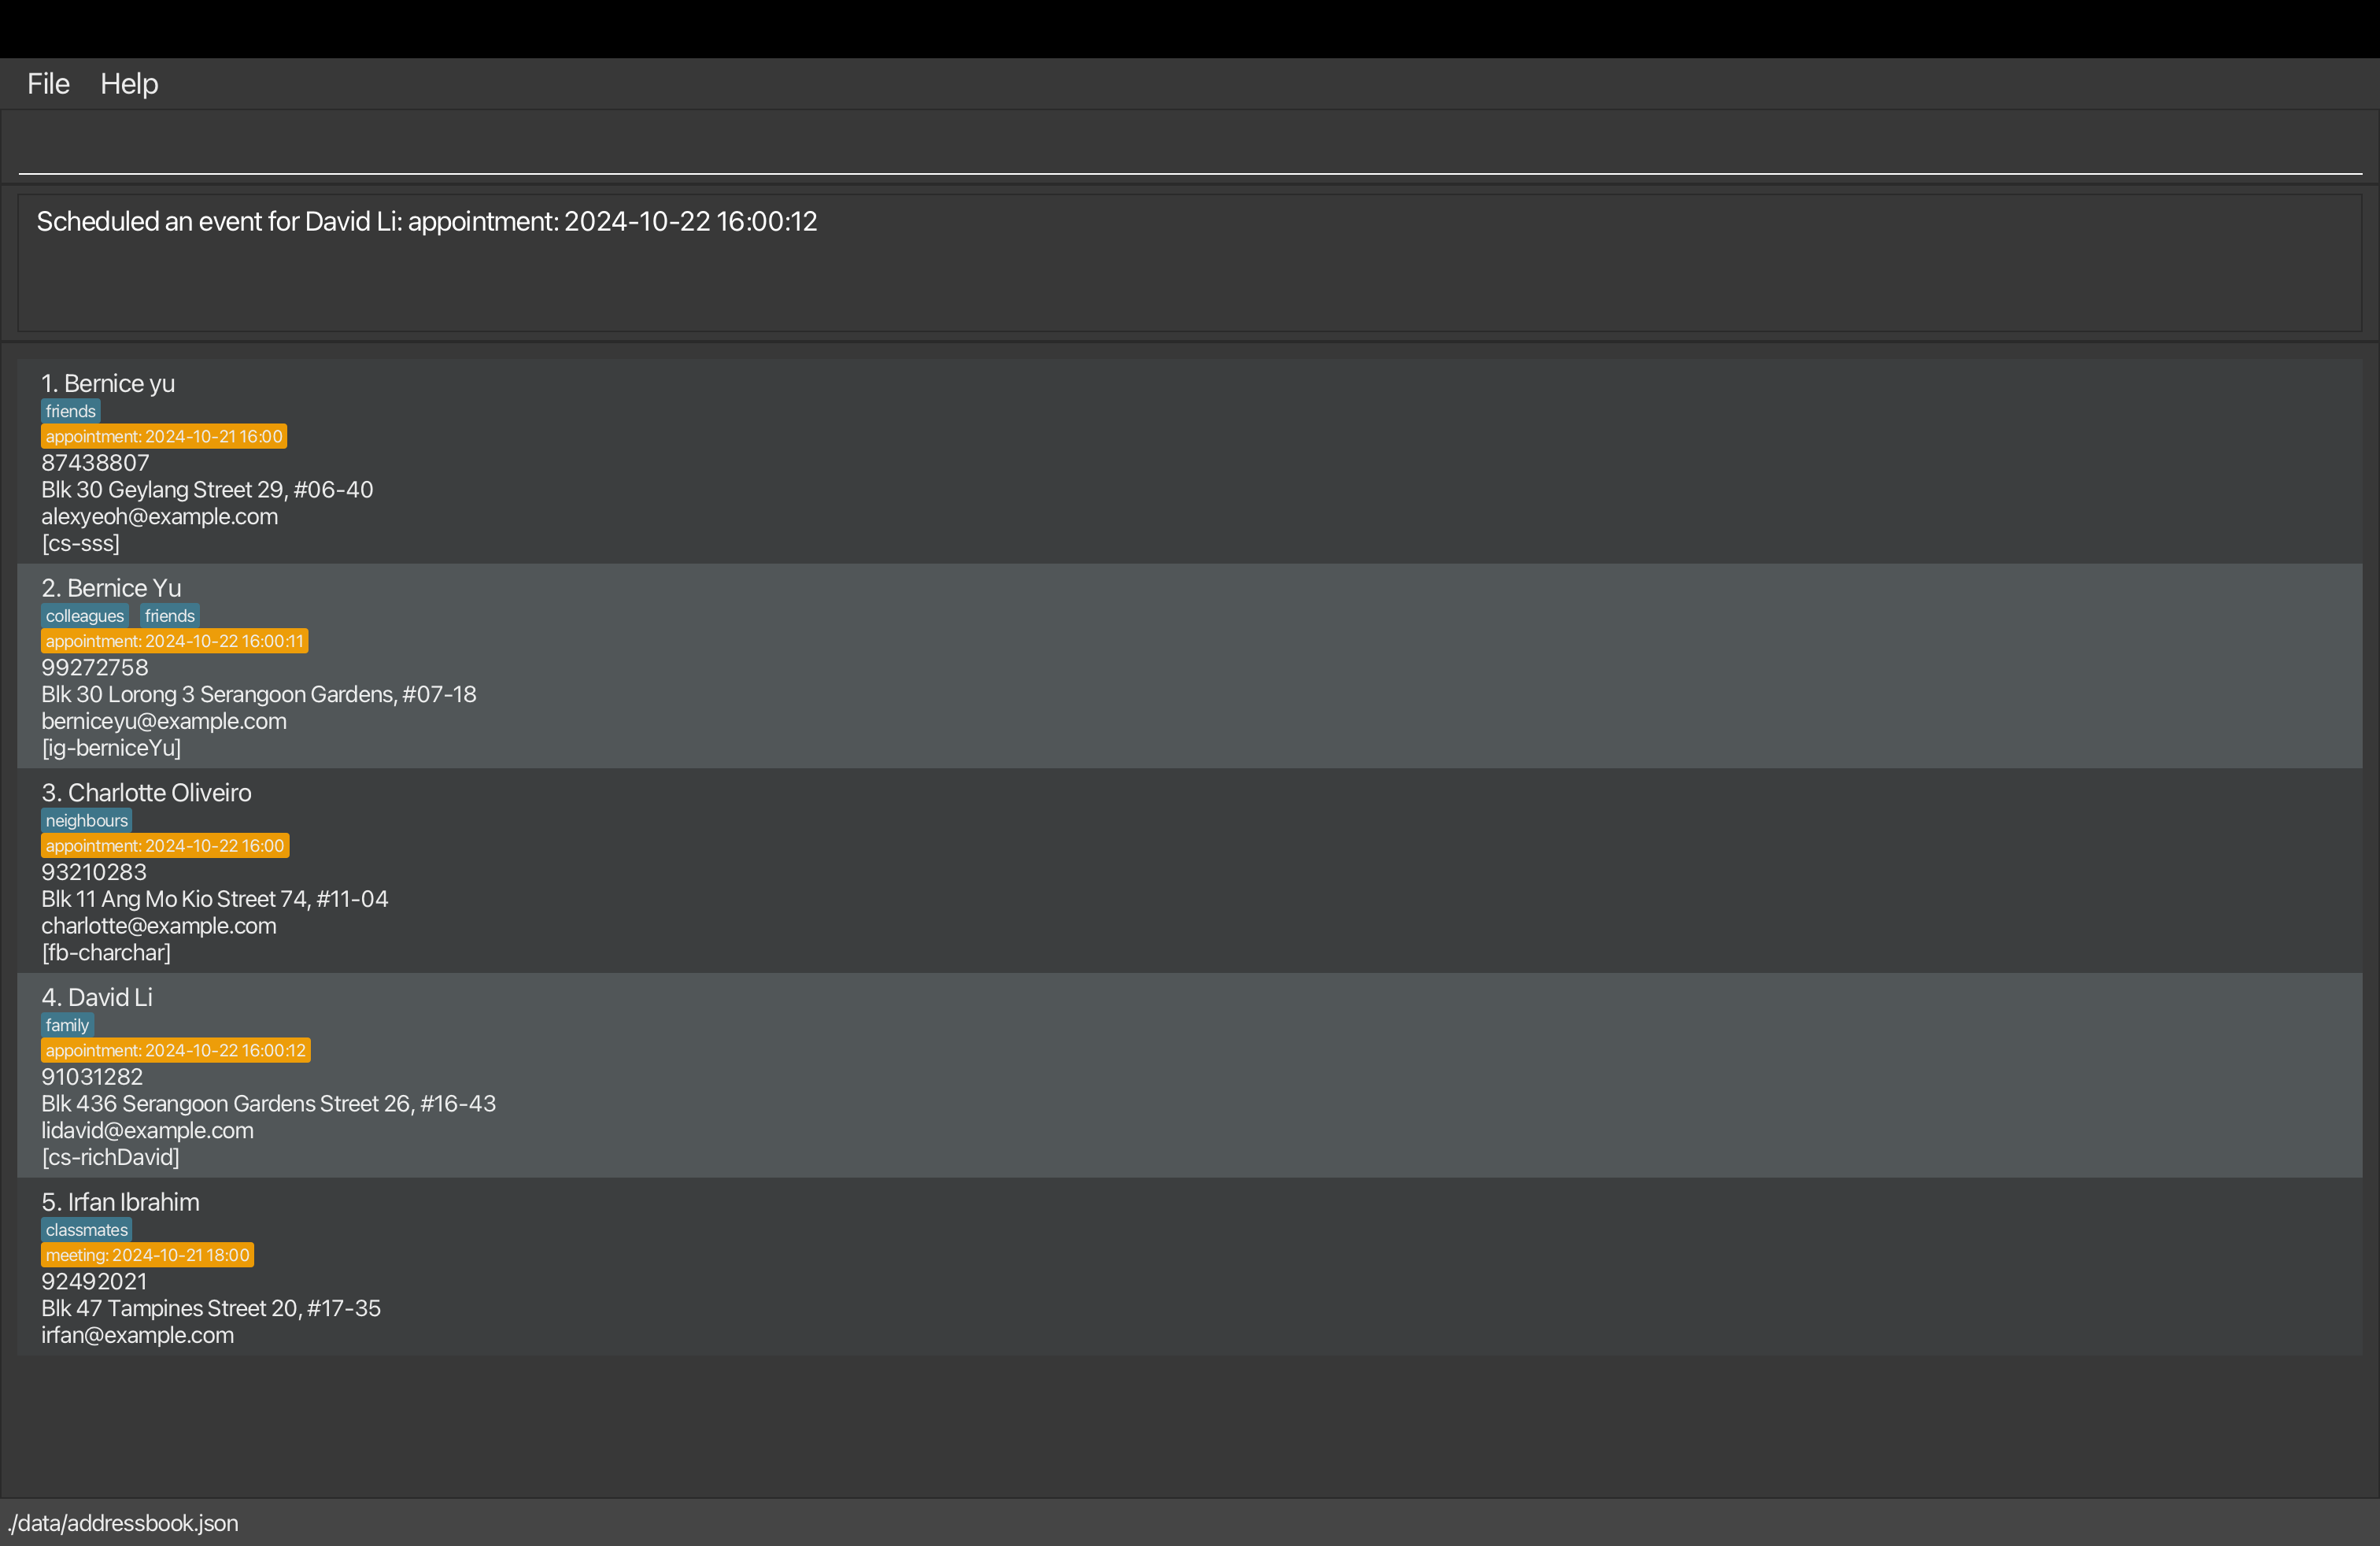 File Help
Scheduled an event for David Li: appointment: 2024-10-22 16:00:12
1. Bernice yu
friends
appointment: 2024-10-21 16:00
87438807
Blk 30 Geylang Street 29, #06-40
alexyeoh@example.com
[cs-sss]
2. Bernice Yu
colleagues friends
appointment: 2024-10-22 16:00:11
99272758
Blk 30 Lorong 3 Serangoon Gardens, #07-18
berniceyu@example.com
[ig-berniceYu]
3. Charlotte Oliveiro
neighbours
appointment: 2024-10-22 16:00
93210283
Blk 11 Ang Mo Kio Street 74, #11-04
charlotte@example.com
[fb-charchar]
4. David Li
family
appointment: 2024-10-22 16:00:12
91031282
Blk 436 Serangoon Gardens Street 26, #16-43
lidavid@example.com
[cs-richDavid]
5. Irfan Ibrahim
classmates
meeting: 2024-10-21 18:00
92492021
Blk 47 Tampines Street 20, #17-35
irfan@example.com
./data/addressbook.json